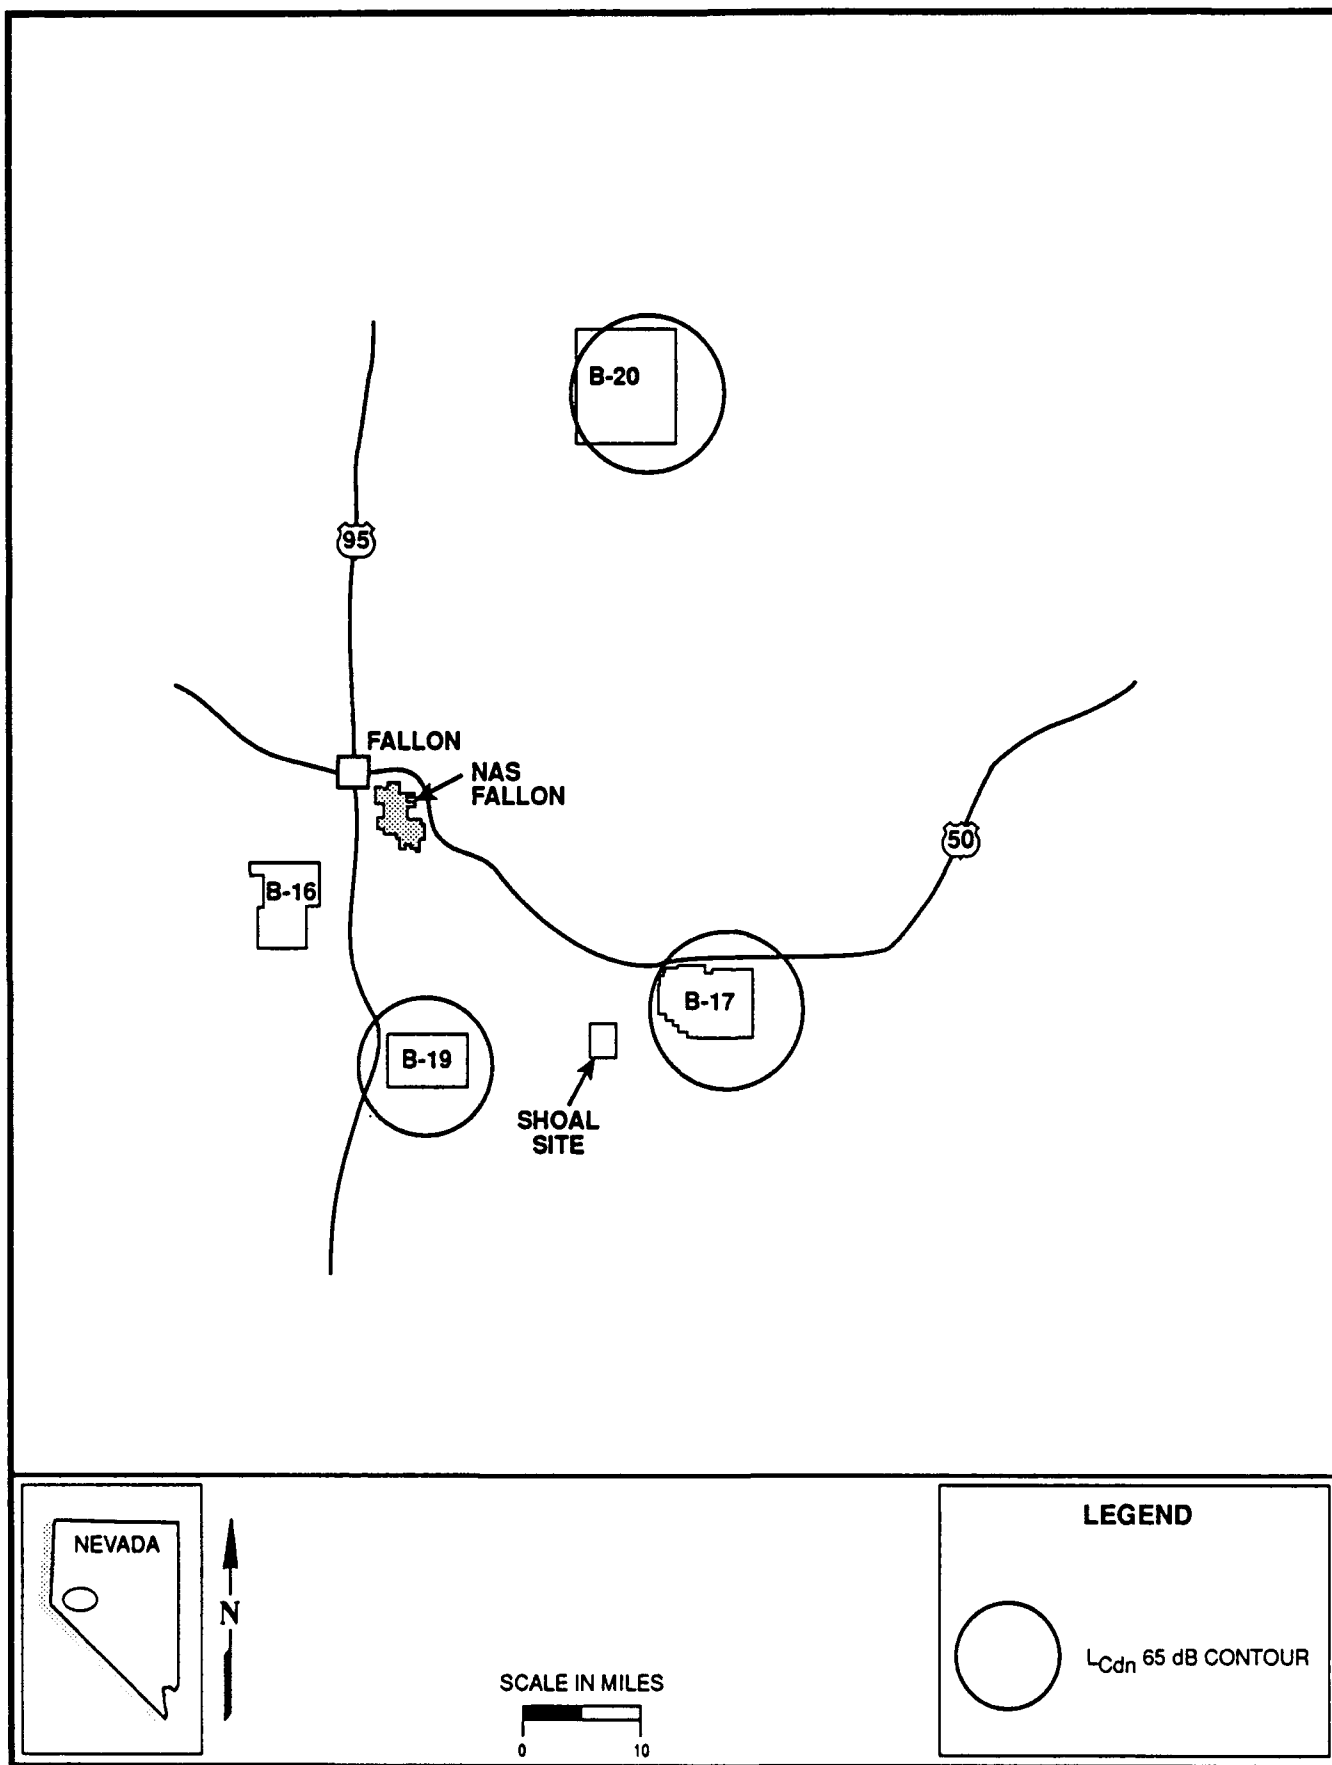 B-20
95
FALLON
NAS
FALLON
50
B-16
B-17
B-19
SHOAL
SITE
NEVADA
N
SCALE IN MILES
0 10
LEGEND
LCdn 65 dB CONTOUR